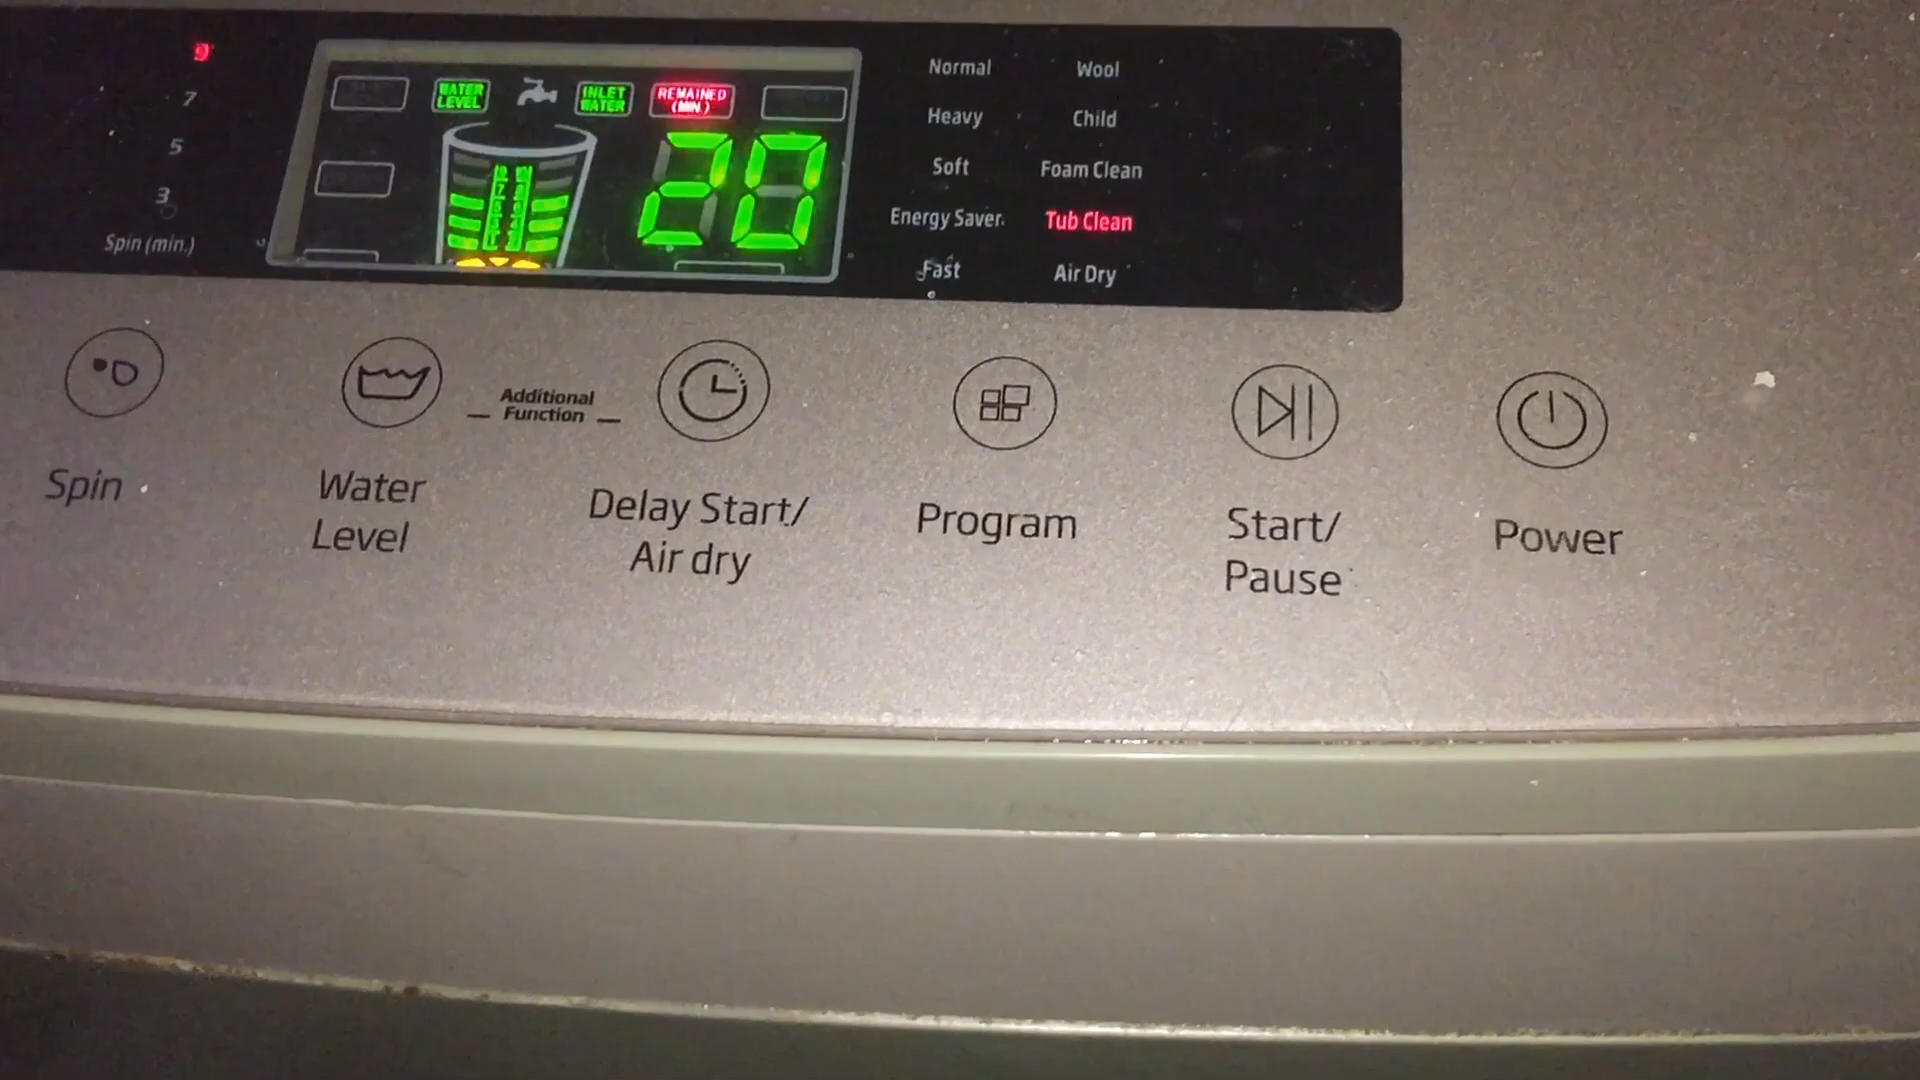 9
7
5
3
Spin (min.)
WATER
LEVEL
INLET
WATER
REMAINED
(MIN.)
20
Normal
Wool
Heavy
Child
Soft
Foam Clean
Energy Saver
Tub Clean
Fast
Air Dry
Spin
Water
Level
Additional
Function
Delay Start/
Air dry
Program
Start/
Pause
Power